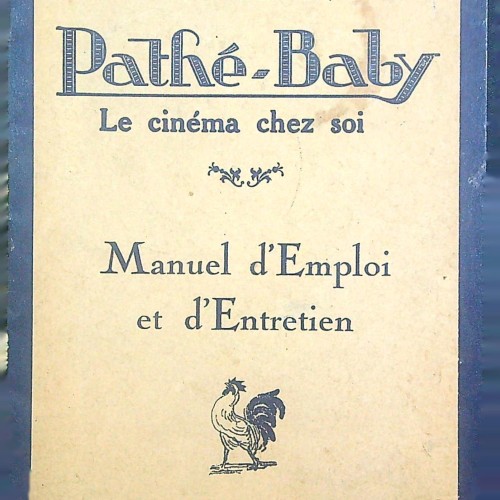 Pathé-Baby
Le cinéma chez soi
Manuel d'Emploi
et d'Entretien